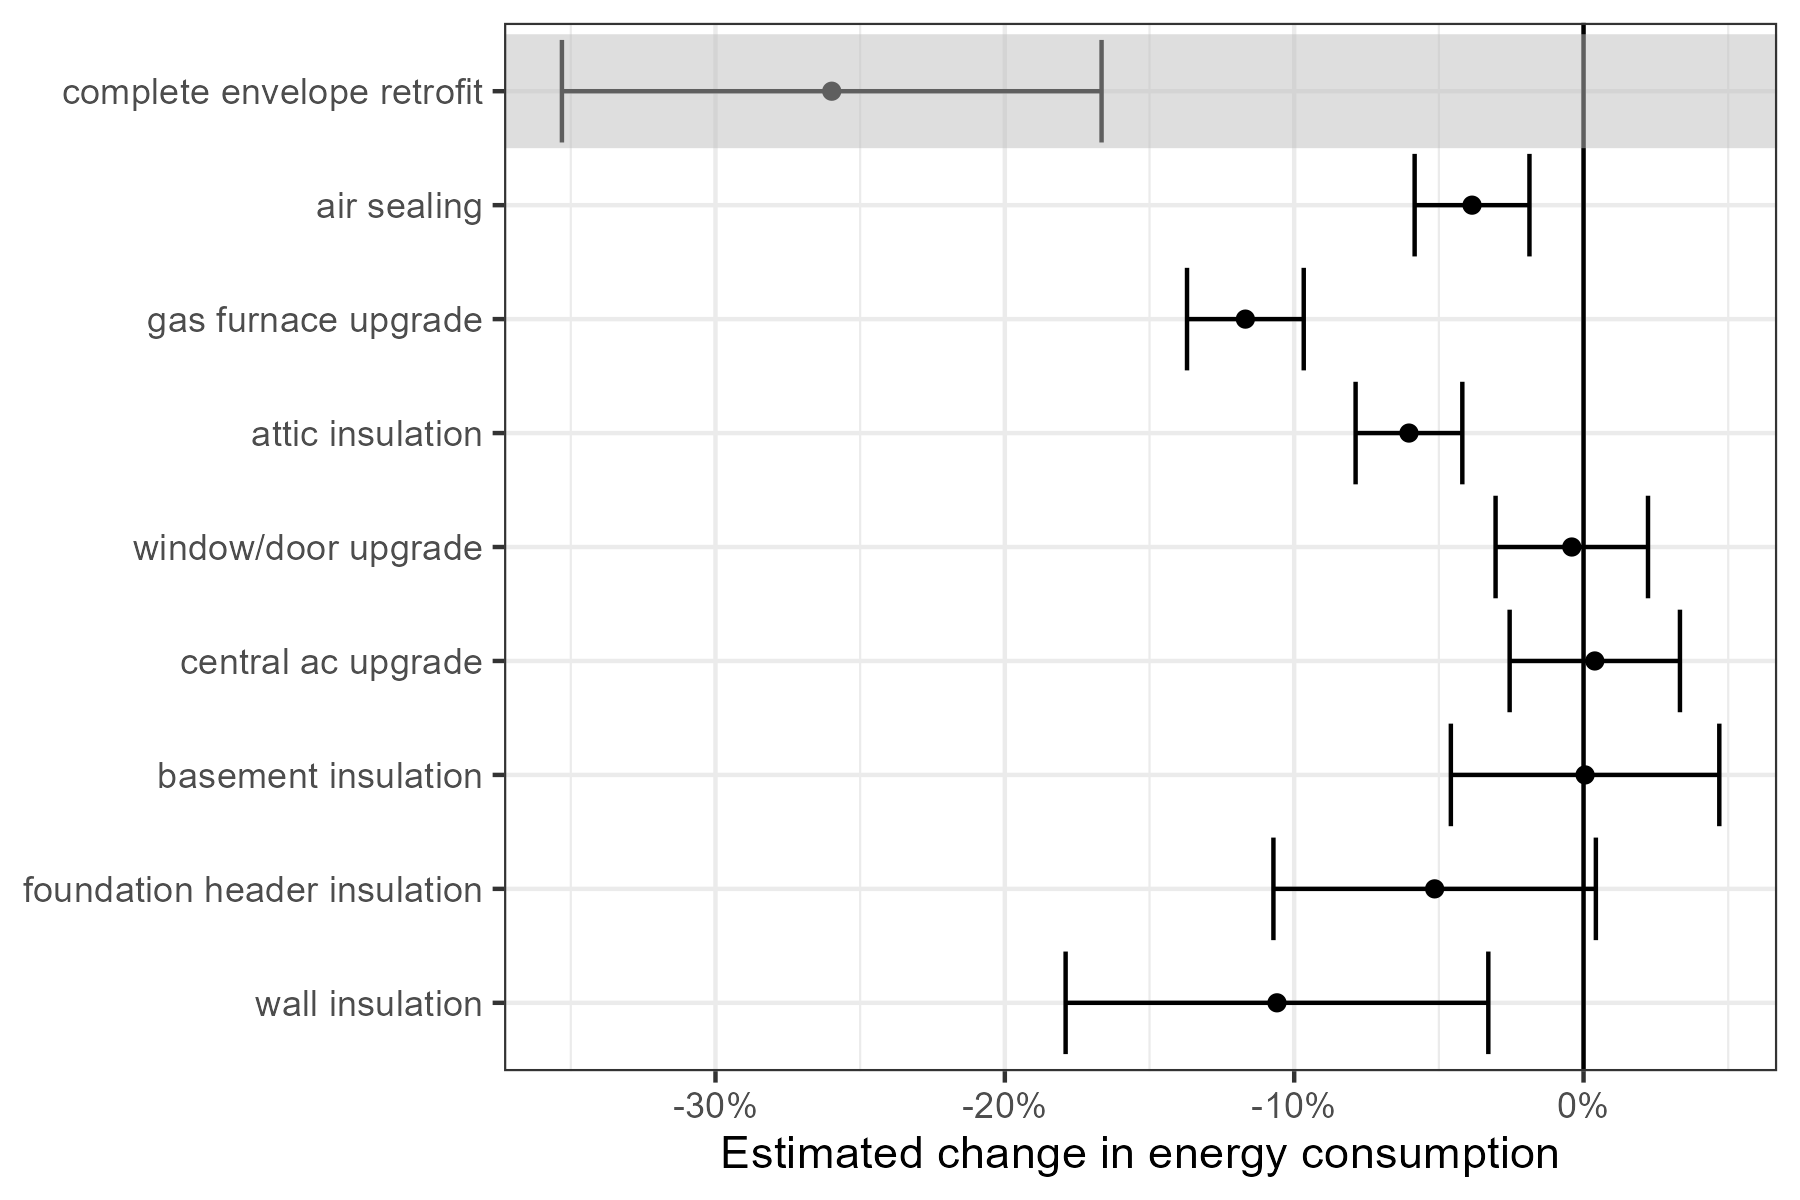 complete envelope retrofit
air sealing
gas furnace upgrade
attic insulation
window/door upgrade
central ac upgrade
basement insulation
foundation header insulation
wall insulation
-30% -20% -10% 0%
Estimated change in energy consumption